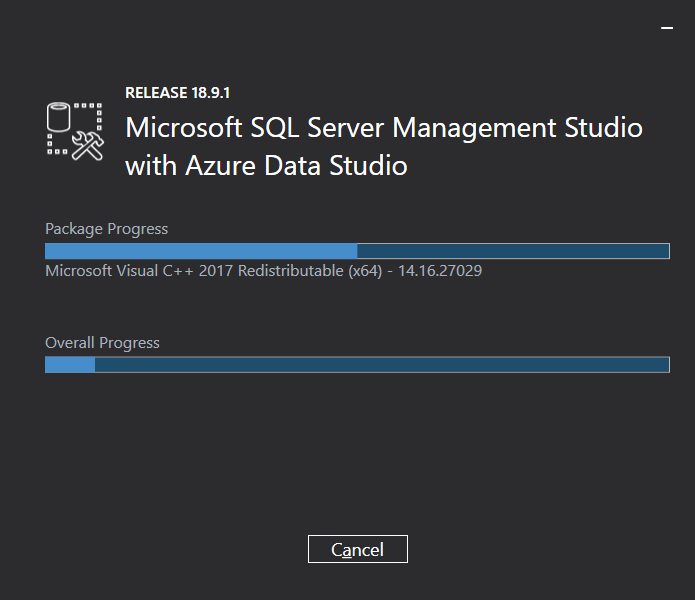 RELEASE 18.9.1
Microsoft SQL Server Management Studio
with Azure Data Studio
Package Progress
Microsoft Visual C++ 2017 Redistributable (x64) - 14.16.27029
Overall Progress
Cancel